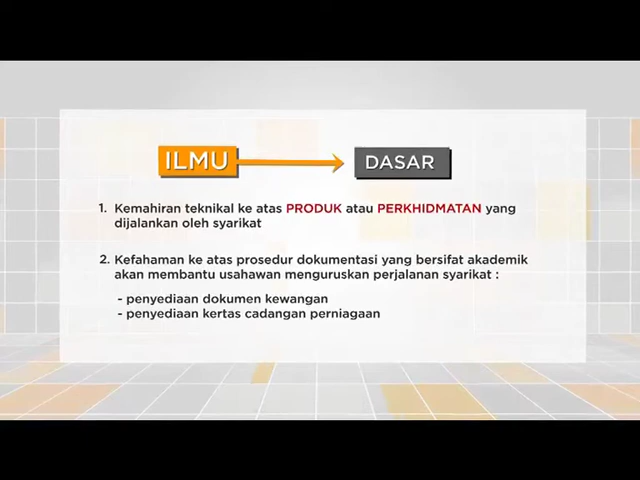 ILMU DASAR
1. Kemahiran teknikal ke atas PRODUK atau PERKHIDMATAN yang
dijalankan oleh syarikat
2. Kefahaman ke atas prosedur dokumentasi yang bersifat akademik
akan membantu usahawan menguruskan perjalanan syarikat :
- penyediaan dokumen kewangan
- penyediaan kertas cadangan perniagaan